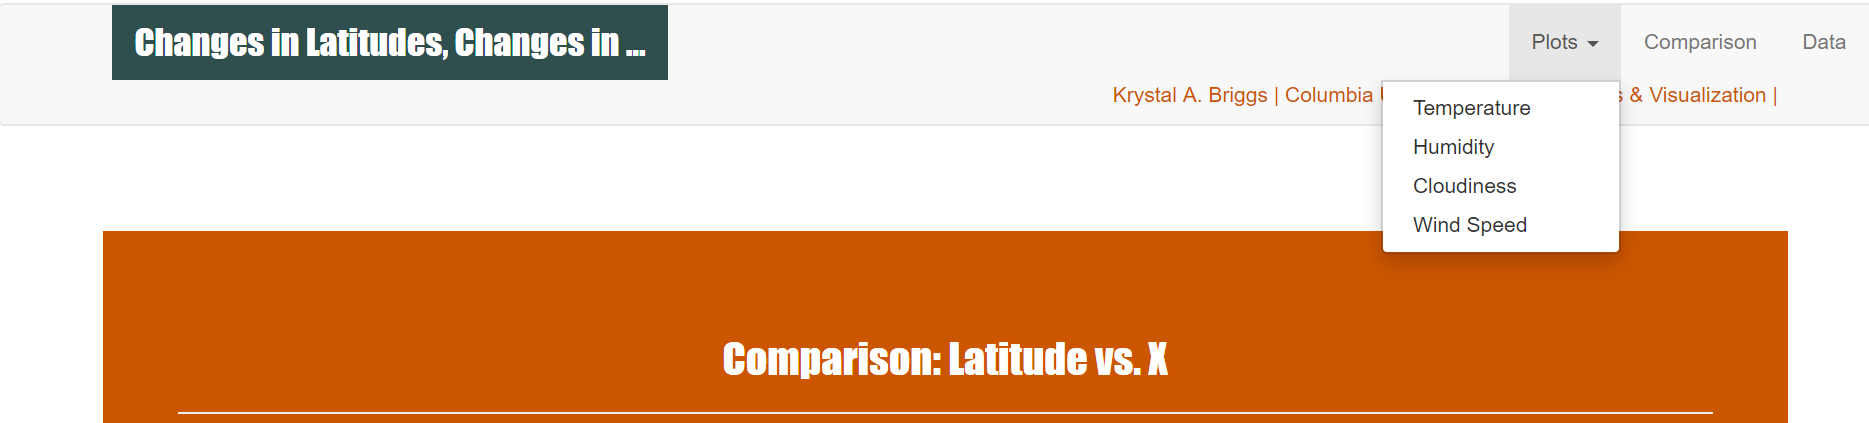 Changes in Latitudes, Changes in ...
Plots Comparison Data
Krystal A. Briggs | Columbia & Visualization |
Temperature
Humidity
Cloudiness
Wind Speed
Comparison: Latitude vs. X